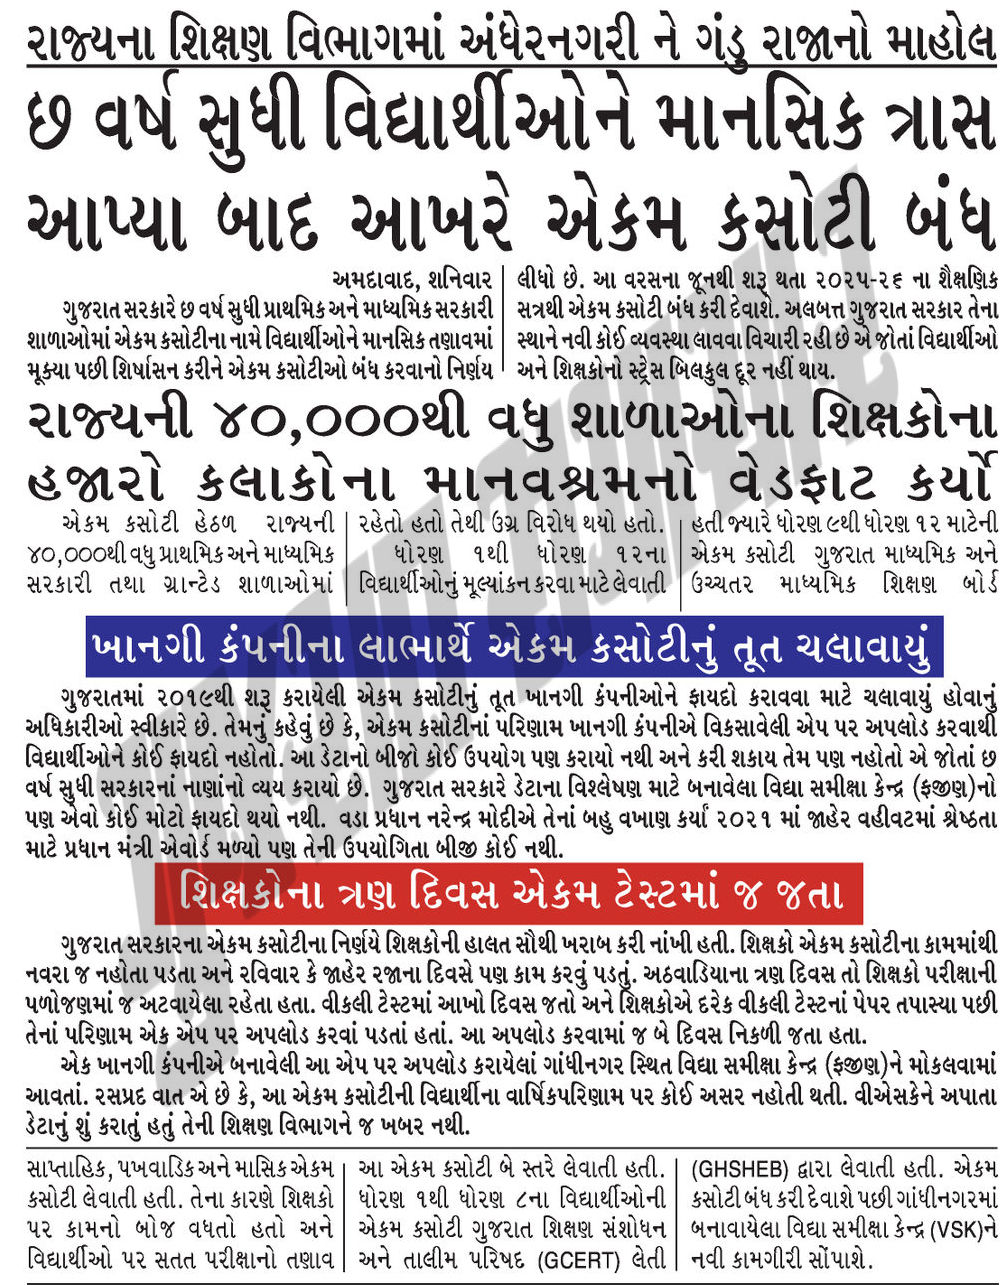 રાજ્યના શિક્ષણ વિભાગમાં અંધેરનગરી ને ગંડુ રાજાનો માહોલ
છ વર્ષ સુધી વિદ્યાર્થીઓને માનસિક ત્રાસ
આપ્યા બાદ આખરે એકમ કસોટી બંધ
અમદાવાદ, શનિવાર
ગુજરાત સરકારે છ વર્ષ સુધી પ્રાથમિક અને માધ્યમિક સરકારી
શાળાઓમાં એકમ કસોટીના નામે વિદ્યાર્થીઓને માનસિક તણાવમાં
મૂક્યા પછી શિર્ષાસન કરીને એકમ કસોટીઓ બંધ કરવાનો નિર્ણય
લીધો છે. આ વરસના જૂનથી શરૂ થતા ૨૦૨૫-૨૬ ના શૈક્ષણિક
સત્રથી એકમ કસોટી બંધ કરી દેવાશે. અલબત્ત ગુજરાત સરકાર તેના
સ્થાને નવી કોઈ વ્યવસ્થા લાવવા વિચારી રહી છે એ જોતાં વિદ્યાર્થીઓ
અને શિક્ષકોનો સ્ટ્રેસ બિલકુલ દૂર નહીં થાય.
રાજ્યની ૪૦,૦૦૦થી વધુ શાળાઓના શિક્ષકોના
હજારો કલાકોના માનવશ્રમનો વેડફાટ કર્યો
એકમ કસોટી હેઠળ રાજ્યની
૪૦,૦૦૦થી વધુ પ્રાથમિક અને માધ્યમિક
સરકારી તથા ગ્રાન્ટેડ શાળાઓમાં
રહેતો હતો તેથી ઉગ્ર વિરોધ થયો હતો.
ધોરણ ૧થી ધોરણ ૧૨ના
વિદ્યાર્થીઓનું મૂલ્યાંકન કરવા માટે લેવાતી
હતી જ્યારે ધોરણ ૯થી ધોરણ ૧૨ માટેની
એકમ કસોટી ગુજરાત માધ્યમિક અને
ઉચ્ચતર માધ્યમિક શિક્ષણ બોર્ડ
ખાનગી કંપનીના લાભાર્થે એકમ કસોટીનું તૂત ચલાવાયું
ગુજરાતમાં ૨૦૧૯થી શરૂ કરાયેલી એકમ કસોટીનું તૂત ખાનગી કંપનીઓને ફાયદો કરાવવા માટે ચલાવાયું હોવાનું
અધિકારીઓ સ્વીકારે છે. તેમનું કહેવું છે કે, એકમ કસોટીનાં પરિણામ ખાનગી કંપનીએ વિકસાવેલી એપ પર અપલોડ કરવાથી
વિદ્યાર્થીઓને કોઈ ફાયદો નહોતો. આ ડેટાનો બીજો કોઈ ઉપયોગ પણ કરાયો નથી અને કરી શકાય તેમ પણ નહોતો એ જોતાં છ
વર્ષ સુધી સરકારનાં નાણાંનો વ્યય કરાયો છે. ગુજરાત સરકારે ડેટાના વિશ્લેષણ માટે બનાવેલા વિદ્યા સમીક્ષા કેન્દ્ર (ફજીણ)નો
પણ એવો કોઈ મોટો ફાયદો થયો નથી. વડા પ્રધાન નરેન્દ્ર મોદીએ તેનાં બહુ વખાણ કર્યાં ૨૦૨૧ માં જાહેર વહીવટમાં શ્રેષ્ઠતા
માટે પ્રધાન મંત્રી એવોર્ડ મળ્યો પણ તેની ઉપયોગિતા બીજી કોઈ નથી.
શિક્ષકોના ત્રણ દિવસ એકમ ટેસ્ટમાં જ જતા
ગુજરાત સરકારના એકમ કસોટીના નિર્ણયે શિક્ષકોની હાલત સૌથી ખરાબ કરી નાંખી હતી. શિક્ષકો એકમ કસોટીના કામમાંથી
નવરા જ નહોતા પડતા અને રવિવાર કે જાહેર રજાના દિવસે પણ કામ કરવું પડતું. અઠવાડિયાના ત્રણ દિવસ તો શિક્ષકો પરીક્ષાની
પળોજણમાં જ અટવાયેલા રહેતા હતા. વીકલી ટેસ્ટમાં આખો દિવસ જતો અને શિક્ષકોએ દરેક વીકલી ટેસ્ટનાં પેપર તપાસ્યા પછી
તેનાં પરિણામ એક એપ પર અપલોડ કરવાં પડતાં હતાં. આ અપલોડ કરવામાં જ બે દિવસ નિકળી જતા હતા.
એક ખાનગી કંપનીએ બનાવેલી આ એપ પર અપલોડ કરાયેલાં ગાંધીનગર સ્થિત વિદ્યા સમીક્ષા કેન્દ્ર (ફજીણ)ને મોકલવામાં
આવતાં. રસપ્રદ વાત એ છે કે, આ એકમ કસોટીની વિદ્યાર્થીના વાર્ષિકપરિણામ પર કોઈ અસર નહોતી થતી. વીએસકેને અપાતા
ડેટાનું શું કરાતું હતું તેની શિક્ષણ વિભાગને જ ખબર નથી.
સાપ્તાહિક, પખવાડિક અને માસિક એકમ
કસોટી લેવાતી હતી. તેના કારણે શિક્ષકો
પર કામનો બોજ વધતો હતો અને
વિદ્યાર્થીઓ પર સતત પરીક્ષાનો તણાવ
આ એકમ કસોટી બે સ્તરે લેવાતી હતી.
ધોરણ ૧થી ધોરણ ૮ના વિદ્યાર્થીઓની
એકમ કસોટી ગુજરાત શિક્ષણ સંશોધન
અને તાલીમ પરિષદ (GCERT) લેતી
(GHSHEB) દ્વારા લેવાતી હતી. એકમ
કસોટી બંધ કરી દેવાશે પછી ગાંધીનગરમાં
બનાવાયેલા વિદ્યા સમીક્ષા કેન્દ્ર (VSK)ને
નવી કામગીરી સોંપાશે.